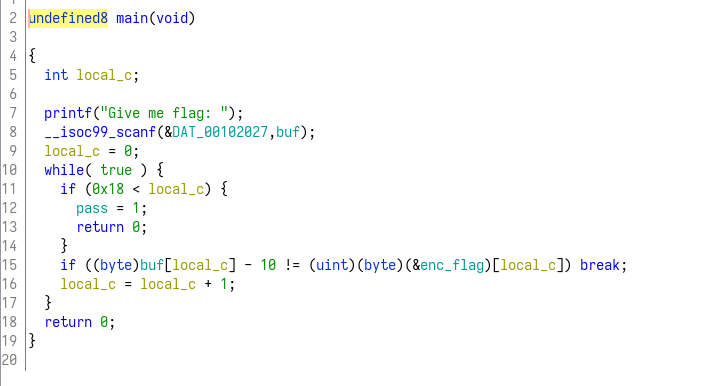 2 undefined8 main(void)
3
4 {
5 int local_c;
6
7 printf("Give me flag: ");
8 __isoc99_scanf(&DAT_00102027,buf);
9 local_c = 0;
10 while( true ) {
11 if (0x18 < local_c) {
12 pass = 1;
13 return 0;
14 }
15 if ((byte)buf[local_c] - 10 != (uint)(byte)(&enc_flag)[local_c]) break;
16 local_c = local_c + 1;
17 }
18 return 0;
19 }
20